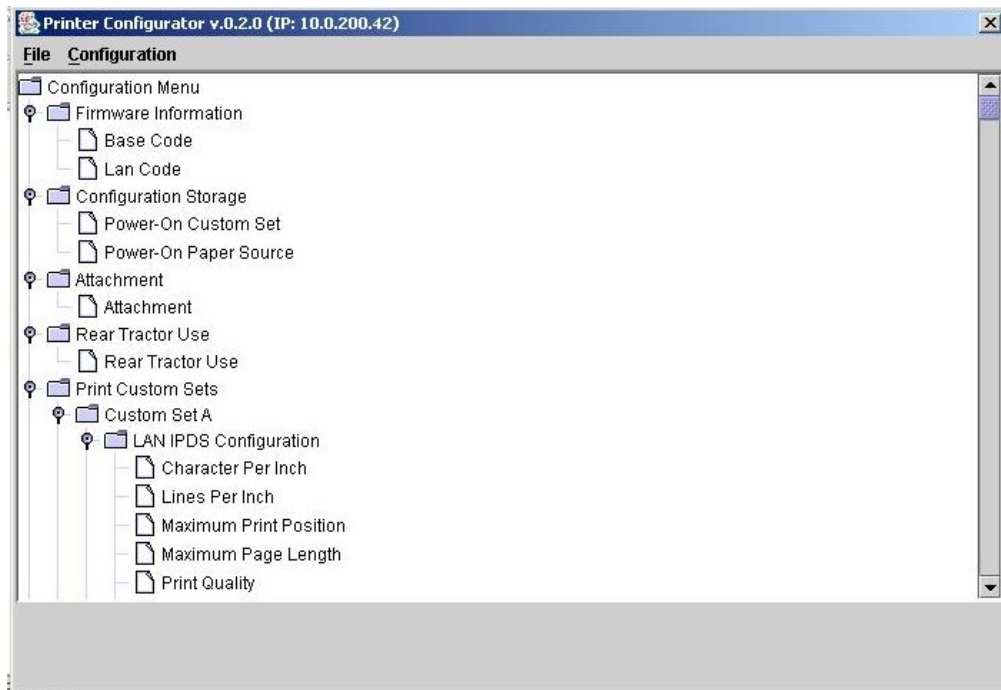 Printer Configurator v.0.2.0 (IP: 10.0.200.42)
File Configuration
Configuration Menu
Firmware Information
Base Code
Lan Code
Configuration Storage
Power-On Custom Set
Power-On Paper Source
Attachment
Attachment
Rear Tractor Use
Rear Tractor Use
Print Custom Sets
Custom Set A
LAN IPDS Configuration
Character Per Inch
Lines Per Inch
Maximum Print Position
Maximum Page Length
Print Quality